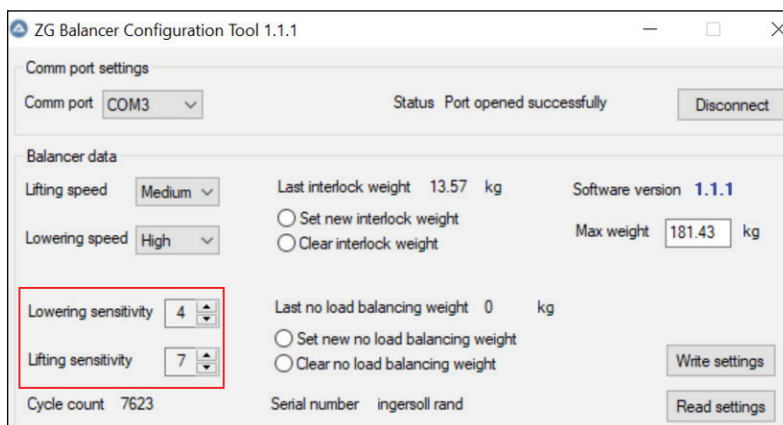 ZG Balancer Configuration Tool 1.1.1
Comm port settings
Comm port COM3 Status Port opened successfully Disconnect
Balancer data
Lifting speed Medium Last interlock weight 13.57 kg Software version 1.1.1
Set new interlock weight
Lowering speed High Clear interlock weight Max weight 181.43 kg
Lowering sensitivity 4 Last no load balancing weight 0 kg
Set new no load balancing weight
Lifting sensitivity 7 Clear no load balancing weight Write settings
Cycle count 7623 Serial number ingersoll rand Read settings